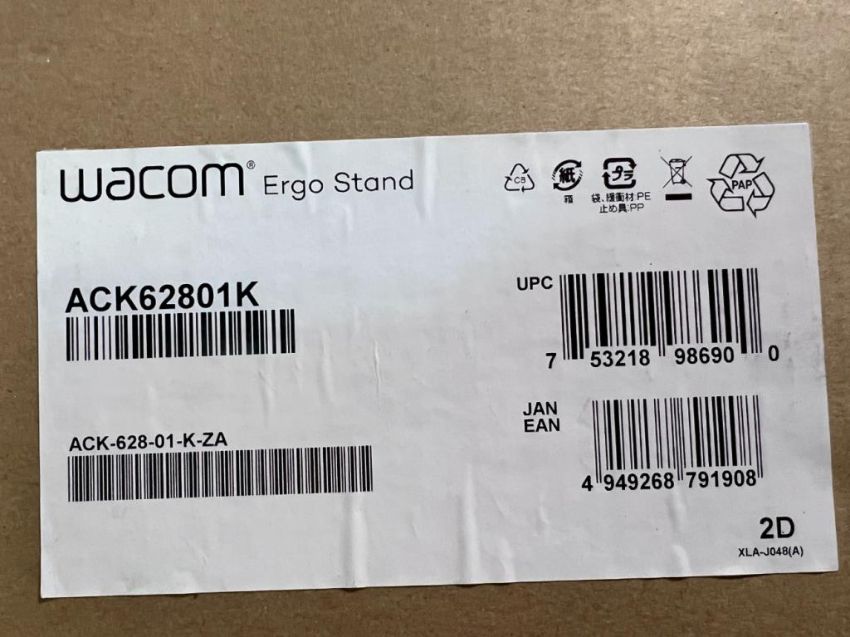 wacom® Ergo Stand
C8
紙
箱
プラ
袋、緩衝材:PE
止め具:PP
PAP
ACK62801K
UPC
7 53218 98690 0
ACK-628-01-K-ZA
JAN
EAN
4 949268 791908
2D
XLA-J048(A)